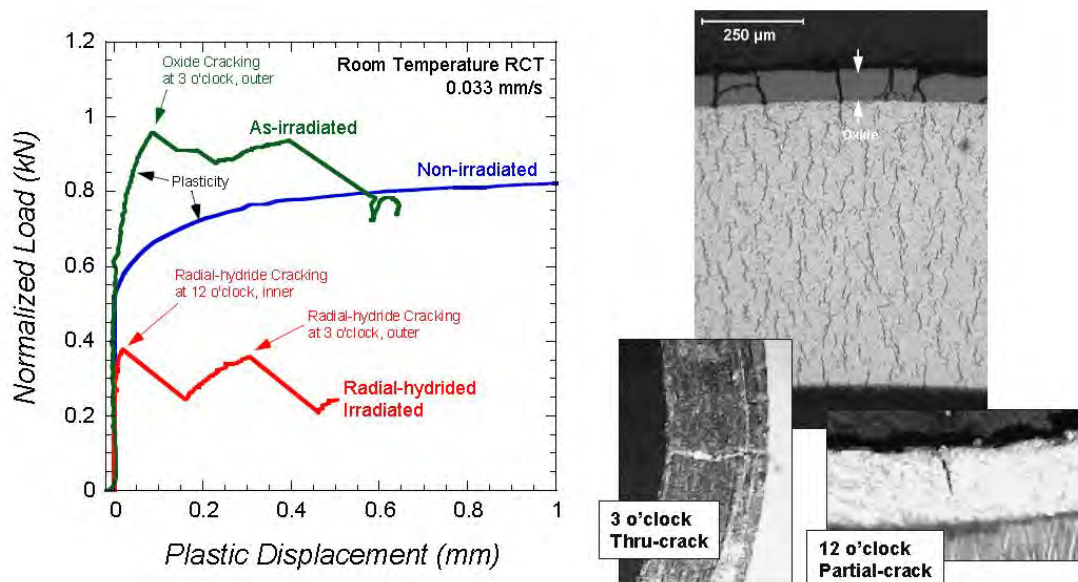 1.2
1
0.8
0.6
0.4
0.2
0
Normalized Load (kN)
0
0.2
0.4
0.6
0.8
1
Plastic Displacement (mm)
Oxide Cracking
at 3 o'clock, outer
Room Temperature RCT
0.033 mm/s
As-irradiated
Non-irradiated
Plasticity
Radial-hydride Cracking
at 12 o'clock, inner
Radial-hydride Cracking
at 3 o'clock, outer
Radial-hydrided
Irradiated
250 µm
Oxide
3 o'clock
Thru-crack
12 o'clock
Partial-crack